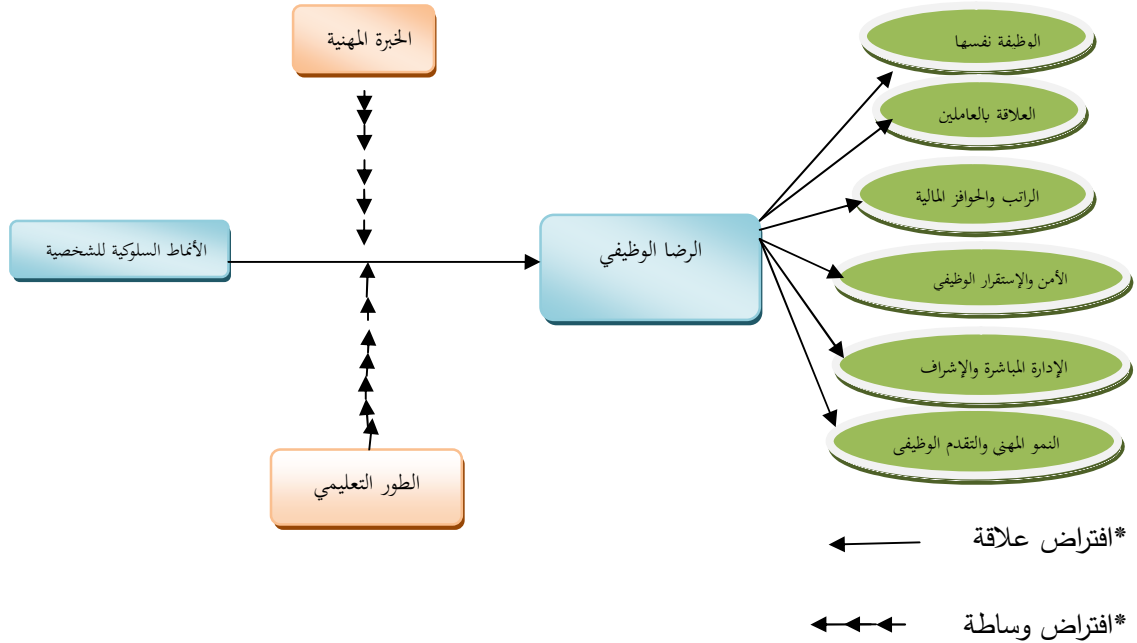 الخبرة المهنية
الوظيفة نفسها
العلاقة بالعاملين
الراتب والحوافز المالية
الأنماط السلوكية للشخصية
الرضا الوظيفي
الأمن والإستقرار الوظيفي
الإدارة المباشرة والإشراف
النمو المهني والتقدم الوظيفي
الطور التعليمي
*افتراض علاقة
*افتراض وساطة